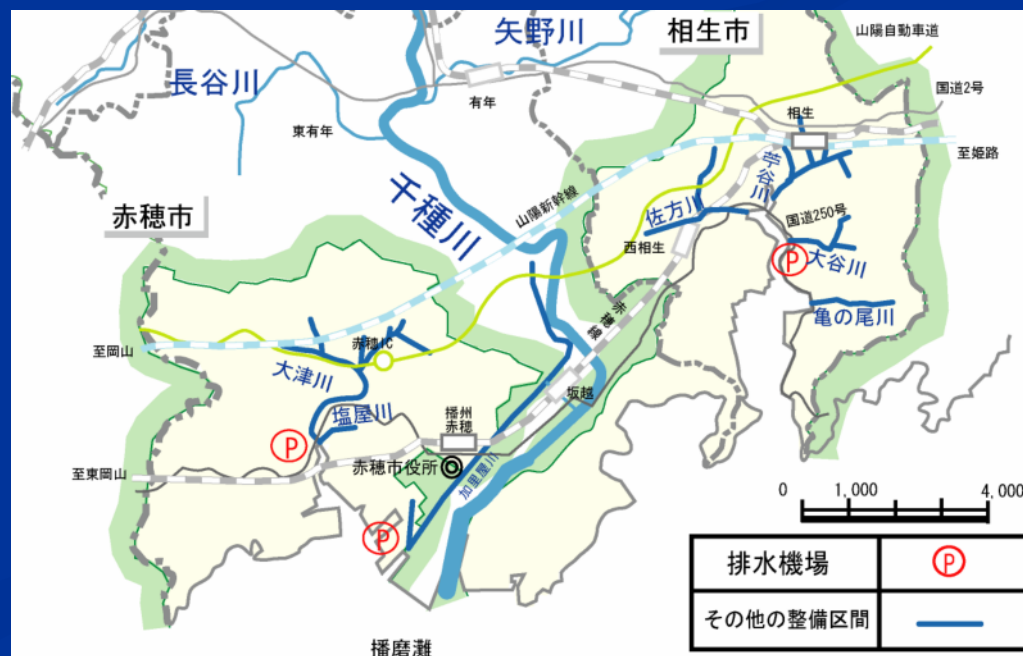 矢野川
相生市
山陽自動車道
長谷川
有年
国道2号
東有年
相生
至姫路
苧谷川
千種川
山陽新幹線
赤穂市
佐方川
国道250号
西相生
大谷川
亀の尾川
赤穂線
至岡山
赤穂IC
大津川
坂越
塩屋川
播州
赤穂
P
至東岡山
赤穂市役所
加里屋川
0 1,000 4,000
P
P
排水機場 P
その他の整備区間
播磨灘